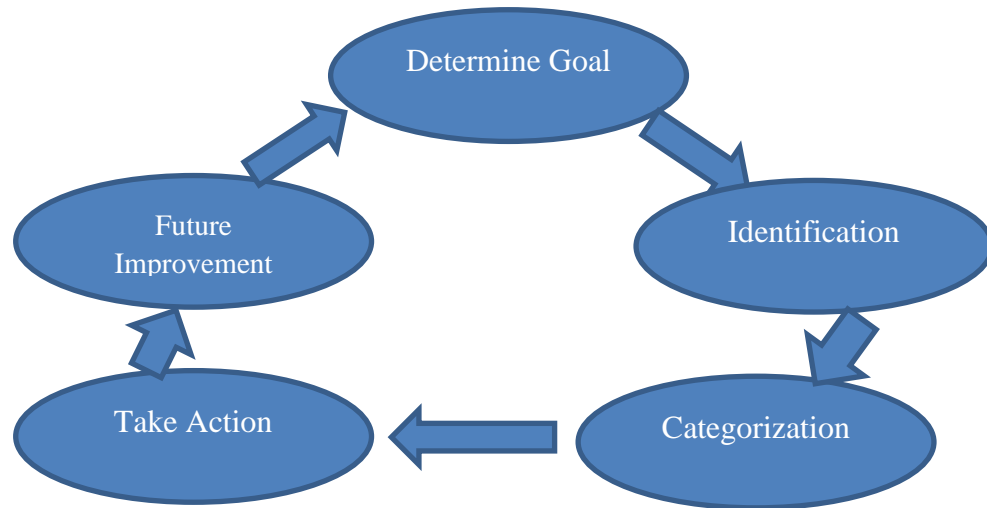 Determine Goal
Identification
Categorization
Take Action
Future
Improvement